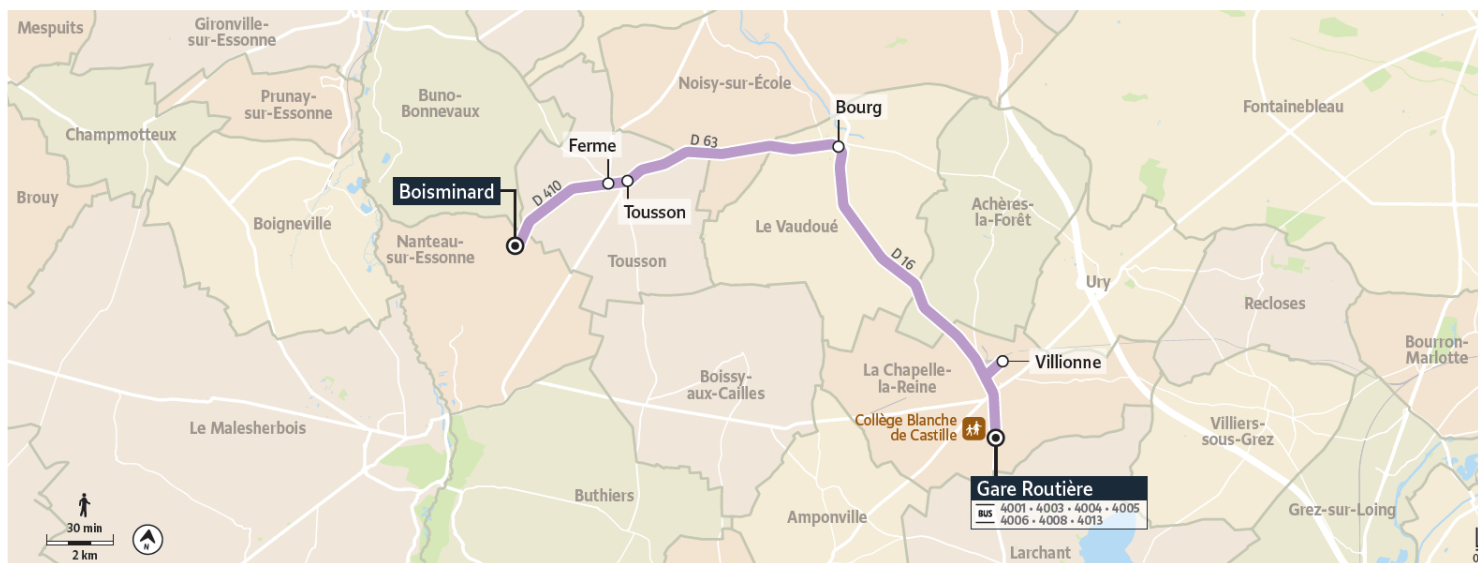 Mespuits
Gironville-
sur-Essonne
Prunay-
sur-Essonne
Champmotteux
Buno-
Bonnevaux
Noisy-sur-École
Bourg
Fontainebleau
D 63
Ferme
Brouy
Boigneville
Boisminard
D 410
Tousson
Achères-
la-Forêt
Le Vaudoué
Nanteau-
sur-Essonne
Tousson
D 16
Ury
Recloses
Bourron-
Marlotte
Villionne
La Chapelle-
la-Reine
Boissy-
aux-Cailles
Collège Blanche
de Castille
Le Malesherbois
Villiers-
sous-Grez
Gare Routière
BUS
4001 • 4003 • 4004 • 4005
4006 • 4008 • 4013
Buthiers
Amponville
Grez-sur-Loing
Larchant
30 min
2 km
N